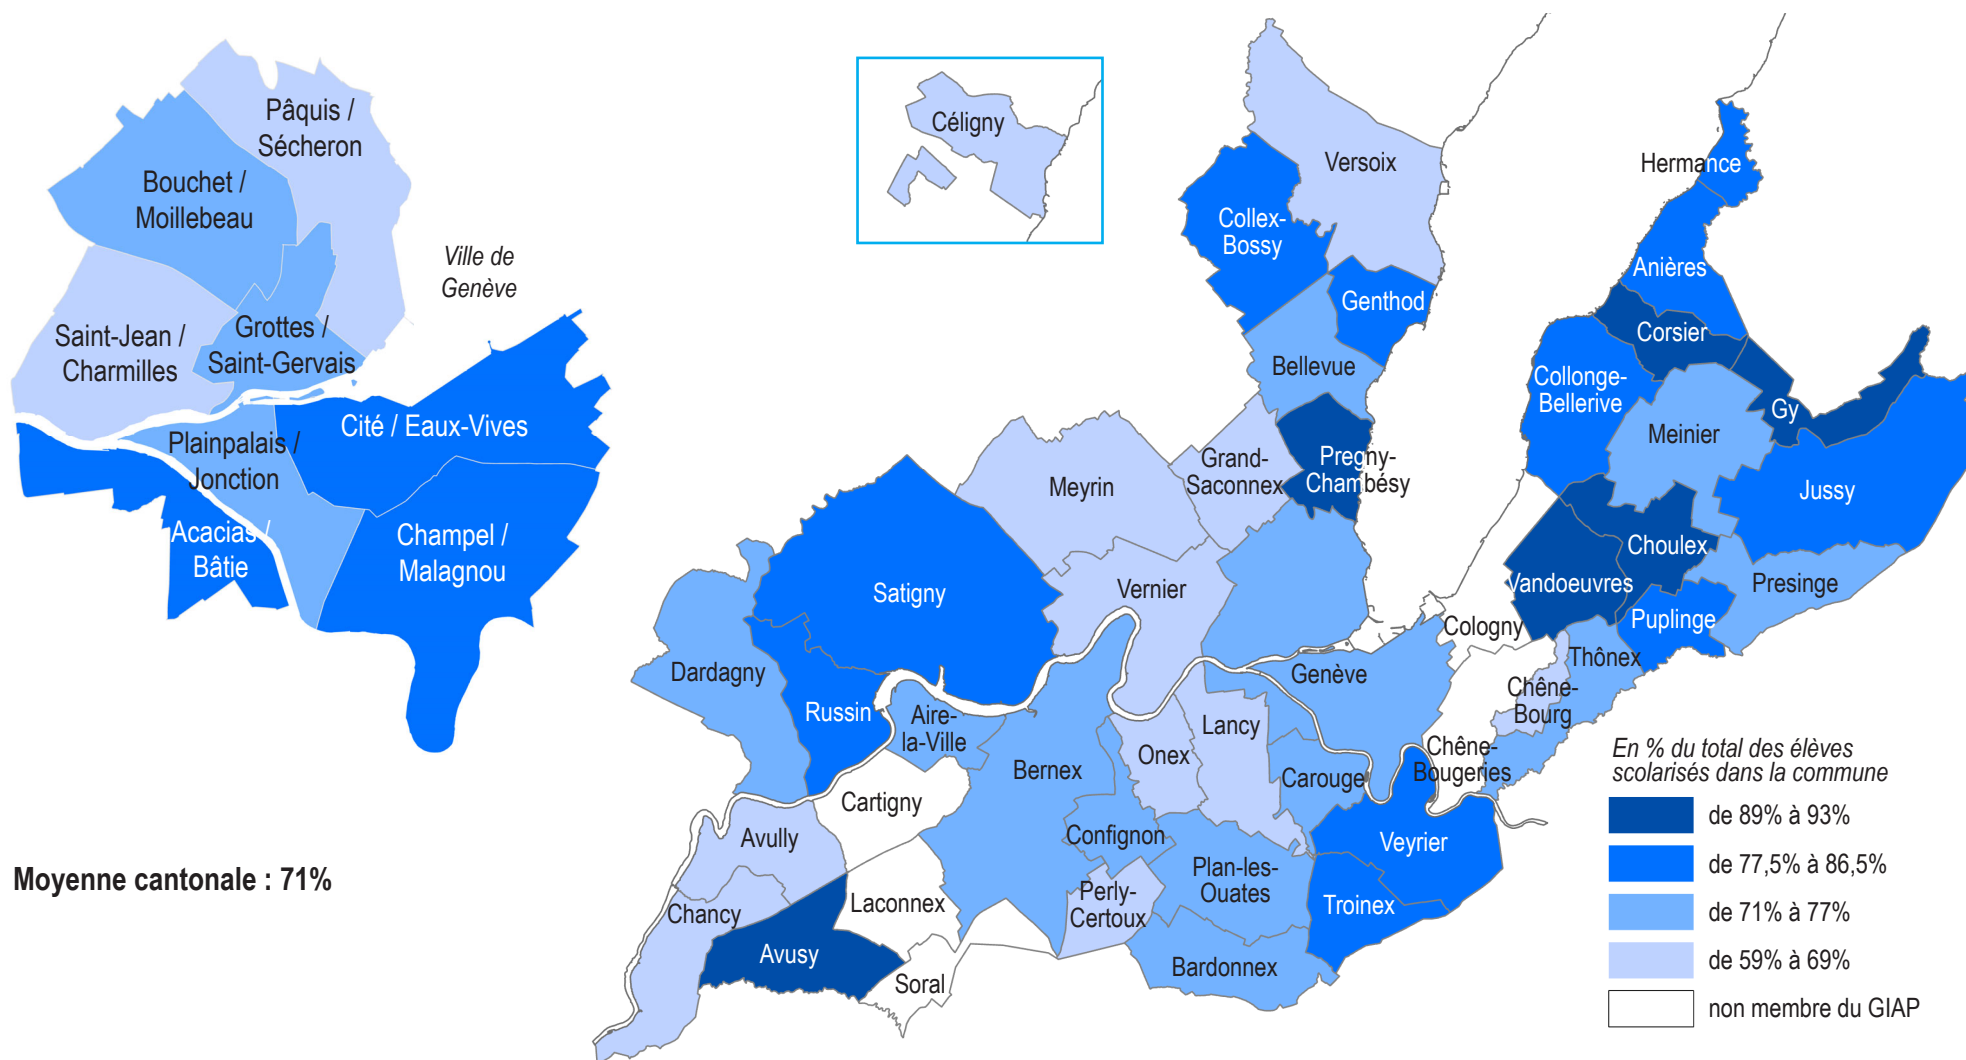 Pâquis /
Sécheron
Bouchet /
Moillebeau
Ville de
Genève
Saint-Jean /
Charmilles
Grottes /
Saint-Gervais
Cité / Eaux-Vives
Plainpalais /
Jonction
Acacias /
Bâtie
Champel /
Malagnou
Moyenne cantonale : 71%
Céligny
Versoix
Collex-
Bossy
Genthod
Bellevue
Grand-
Saconnex
Pregny-
Chambésy
Meyrin
Vernier
Satigny
Dardagny
Russin
Aire-
la-Ville
Bernex
Cartigny
Avully
Chancy
Laconnex
Avusy
Soral
Confignon
Perly-
Certoux
Onex
Lancy
Carouge
Plan-les-
Ouates
Bardonnex
Genève
Veyrier
Troinex
Hermance
Anières
Corsier
Collonge-
Bellerive
Gy
Meinier
Jussy
Choulex
Vandoeuvres
Presinge
Puplinge
Cologny
Thônex
Chêne-
Bourg
Chêne-
Bougeries
En % du total des élèves
scolarisés dans la commune
de 89% à 93%
de 77,5% à 86,5%
de 71% à 77%
de 59% à 69%
non membre du GIAP